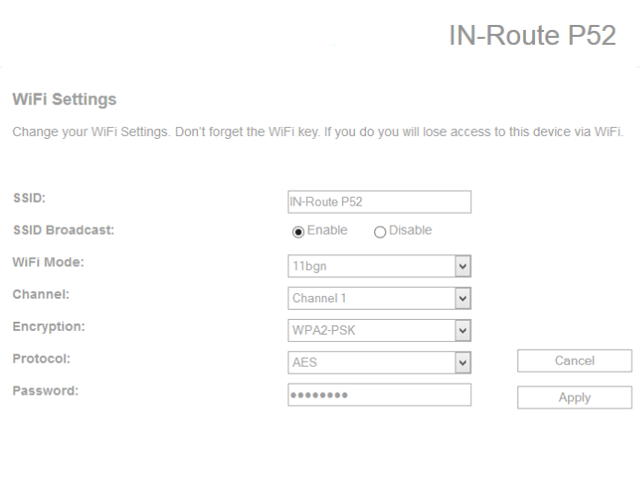 IN-Route P52
WiFi Settings
Change your WiFi Settings. Don't forget the WiFi key. If you do you will lose access to this device via WiFi.
SSID: IN-Route P52
SSID Broadcast: Enable Disable
WiFi Mode: 11bgn
Channel: Channel 1
Encryption: WPA2-PSK
Protocol: AES Cancel
Password: ●●●●●●●● Apply